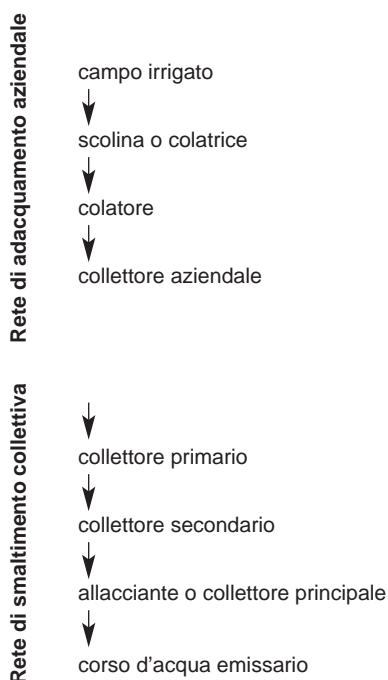 Rete di adacquamento aziendale
campo irrigato
scolina o colatrice
colatore
collettore aziendale
Rete di smaltimento collettiva
collettore primario
collettore secondario
allacciante o collettore principale
corso d'acqua emissario